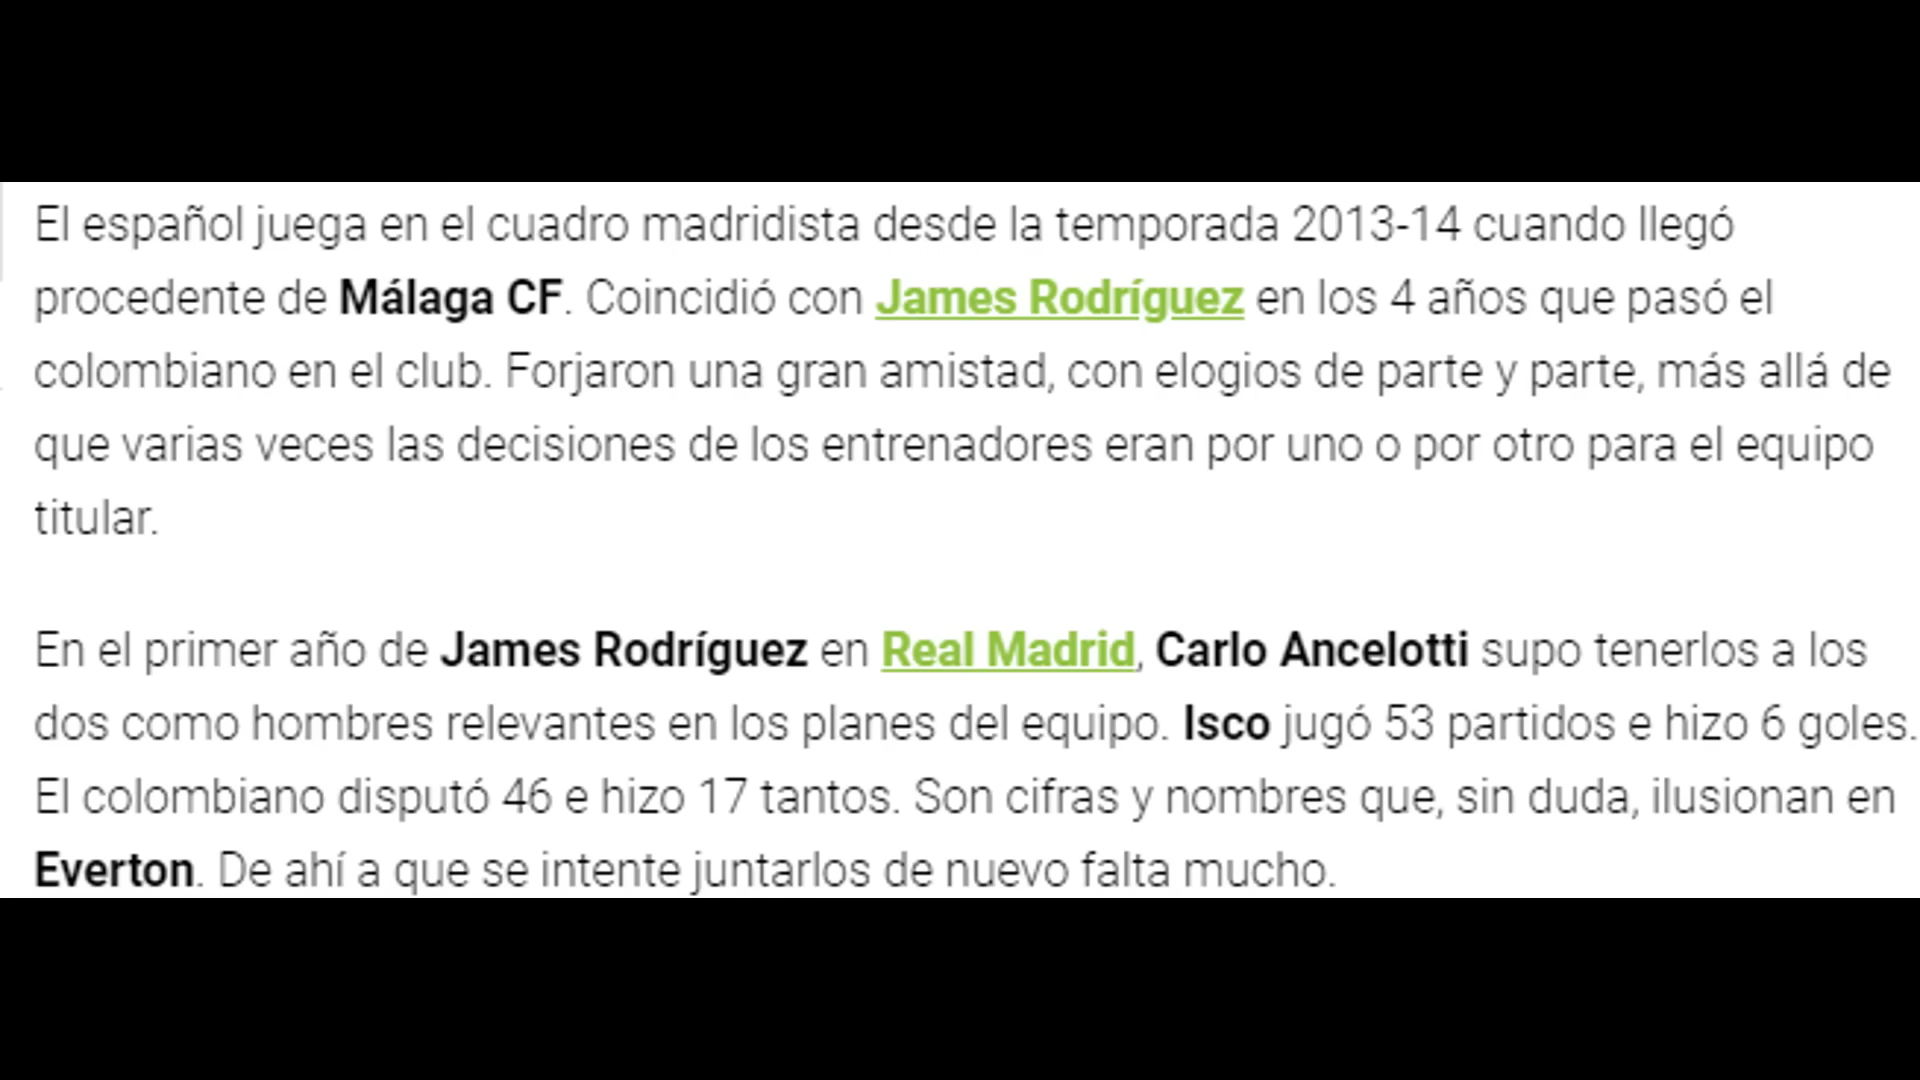 El español juega en el cuadro madridista desde la temporada 2013-14 cuando llegó
procedente de Málaga CF. Coincidió con James Rodríguez en los 4 años que pasó el
colombiano en el club. Forjaron una gran amistad, con elogios de parte y parte, más allá de
que varias veces las decisiones de los entrenadores eran por uno o por otro para el equipo
titular.
En el primer año de James Rodríguez en Real Madrid, Carlo Ancelotti supo tenerlos a los
dos como hombres relevantes en los planes del equipo. Isco jugó 53 partidos e hizo 6 goles.
El colombiano disputó 46 e hizo 17 tantos. Son cifras y nombres que, sin duda, ilusionan en
Everton. De ahí a que se intente juntarlos de nuevo falta mucho.